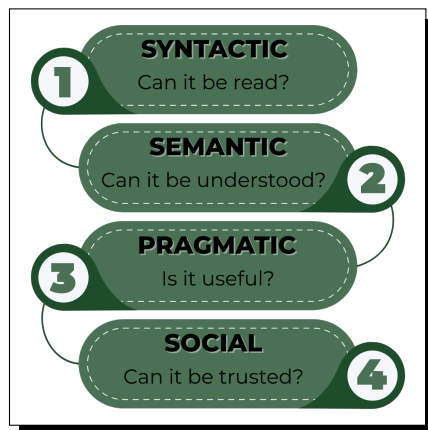 SYNTACTIC
1
Can it be read?
SEMANTIC
Can it be understood?
2
PRAGMATIC
3
Is it useful?
SOCIAL
Can it be trusted?
4